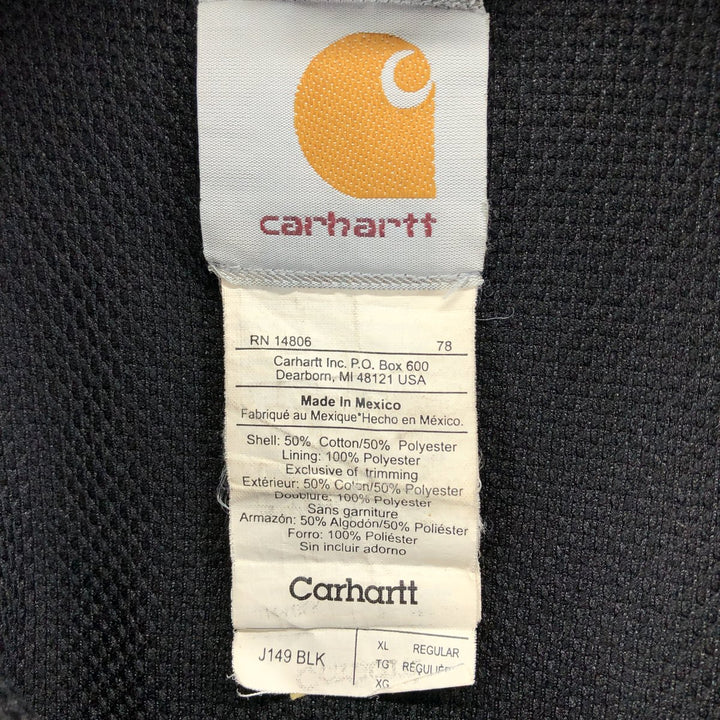 carhartt
RN 14806 78
Carhartt Inc. P.O. Box 600
Dearborn, MI 48121 USA
Made In Mexico
Fabriqué au Mexique*Hecho en México.
Shell: 50% Cotton/50% Polyester
Lining: 100% Polyester
Exclusive of trimming
Extérieur: 50% Coton/50% Polyester
Doublure: 100% Polyester
Sans garniture
Armazón: 50% Algodón/50% Poliéster
Forro: 100% Poliéster
Sin incluir adorno
Carhartt
J149 BLK
XL REGULAR
TG RÉGULIER
XG